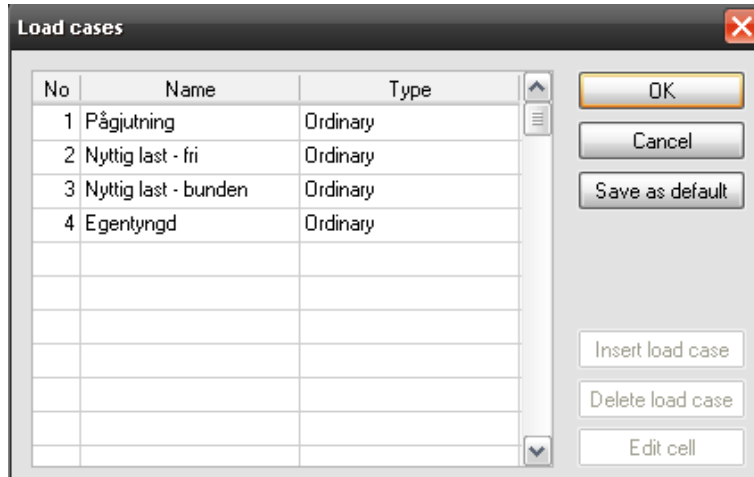 Load cases
No Name Type
1 Pågjutning Ordinary
2 Nyttig last - fri Ordinary
3 Nyttig last - bunden Ordinary
4 Egentyngd Ordinary
OK
Cancel
Save as default
Insert load case
Delete load case
Edit cell